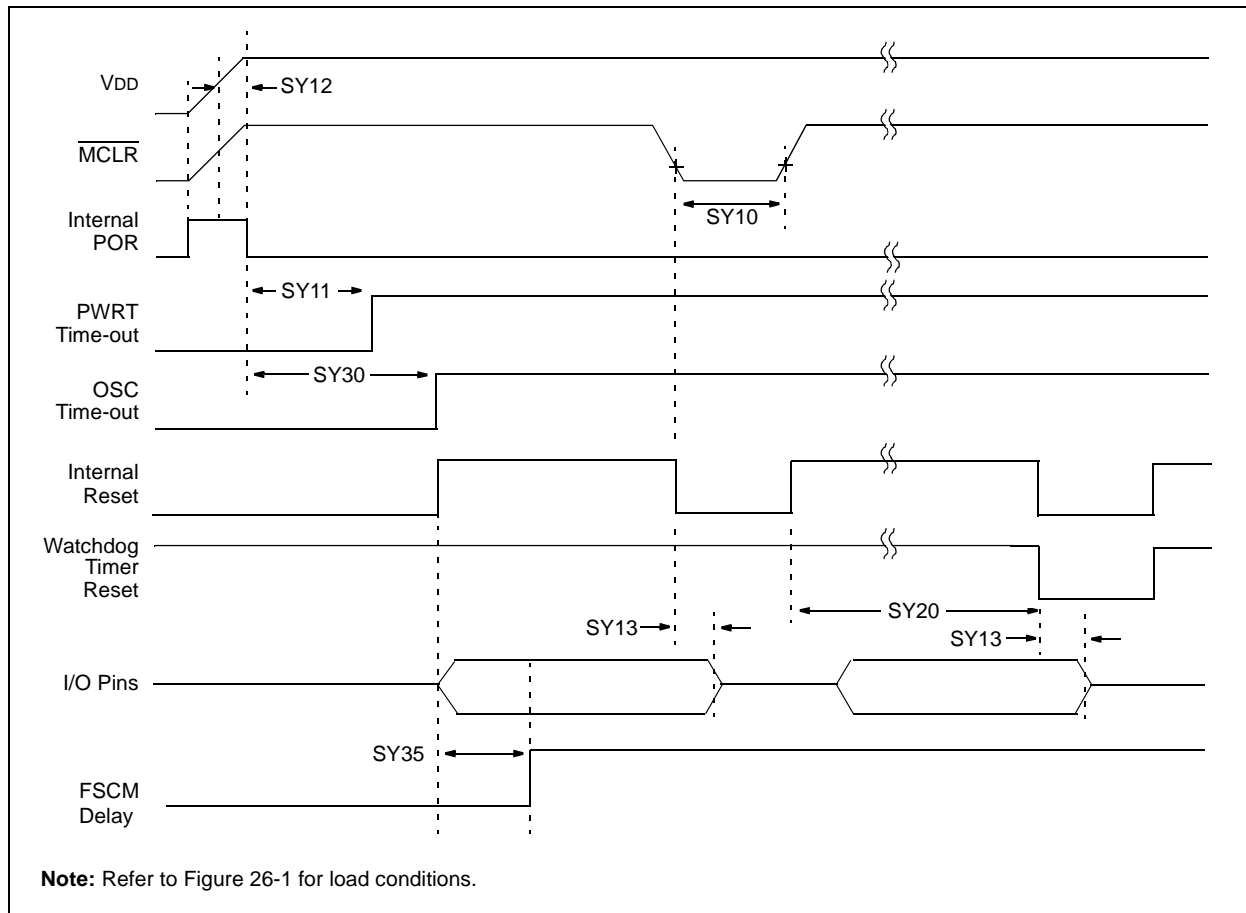 VDD
SY12
MCLR
SY10
Internal
POR
SY11
PWRT
Time-out
SY30
OSC
Time-out
Internal
Reset
Watchdog
Timer
Reset
SY20
SY13
SY13
I/O Pins
SY35
FSCM
Delay
Note: Refer to Figure 26-1 for load conditions.